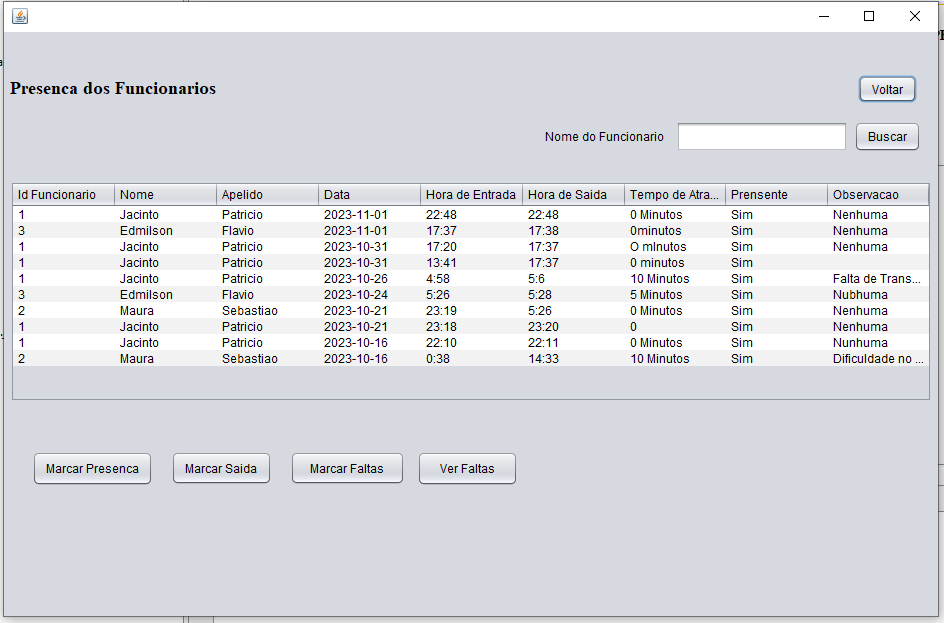 Presenca dos Funcionarios
Voltar
Nome do Funcionario Buscar
Id Funcionario Nome Apelido Data Hora de Entrada Hora de Saida Tempo de Atra... Prensente Observacao
1 Jacinto Patricio 2023-11-01 22:48 22:48 0 Minutos Sim Nenhuma
3 Edmilson Flavio 2023-11-01 17:37 17:38 0minutos Sim Nenhuma
1 Jacinto Patricio 2023-10-31 17:20 17:37 O mInutos Sim Nenhuma
1 Jacinto Patricio 2023-10-31 13:41 17:37 0 minutos Sim
1 Jacinto Patricio 2023-10-26 4:58 5:6 10 Minutos Sim Falta de Trans...
3 Edmilson Flavio 2023-10-24 5:26 5:28 5 Minutos Sim Nubhuma
2 Maura Sebastiao 2023-10-21 23:19 5:26 0 Minutos Sim Nenhuma
1 Jacinto Patricio 2023-10-21 23:18 23:20 0 Sim Nenhuma
1 Jacinto Patricio 2023-10-16 22:10 22:11 0 Minutos Sim Nunhuma
2 Maura Sebastiao 2023-10-16 0:38 14:33 10 Minutos Sim Dificuldade no ...
Marcar Presenca Marcar Saida Marcar Faltas Ver Faltas